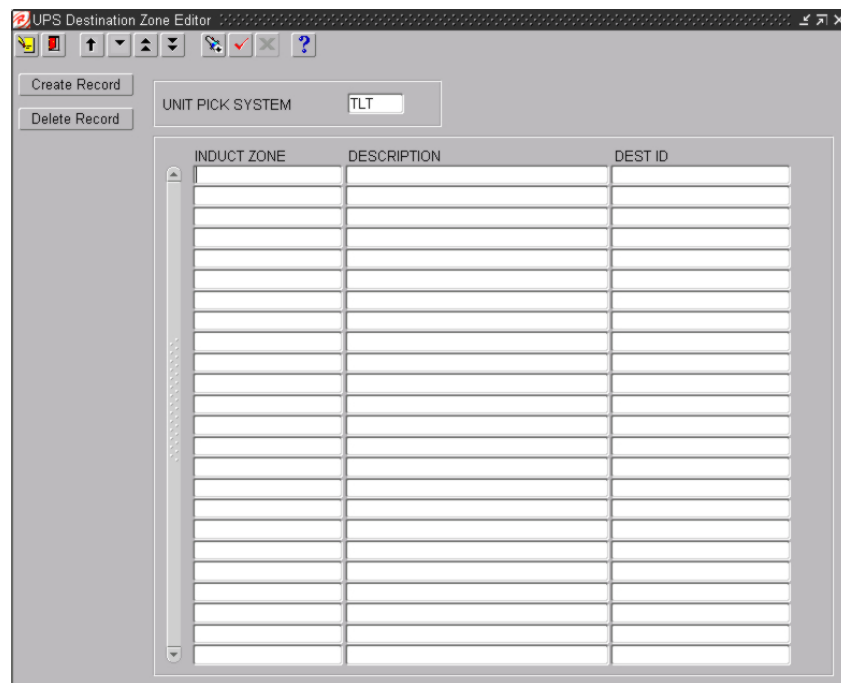 UPS Destination Zone Editor
?
Create Record
Delete Record
UNIT PICK SYSTEM TLT
INDUCT ZONE DESCRIPTION DEST ID